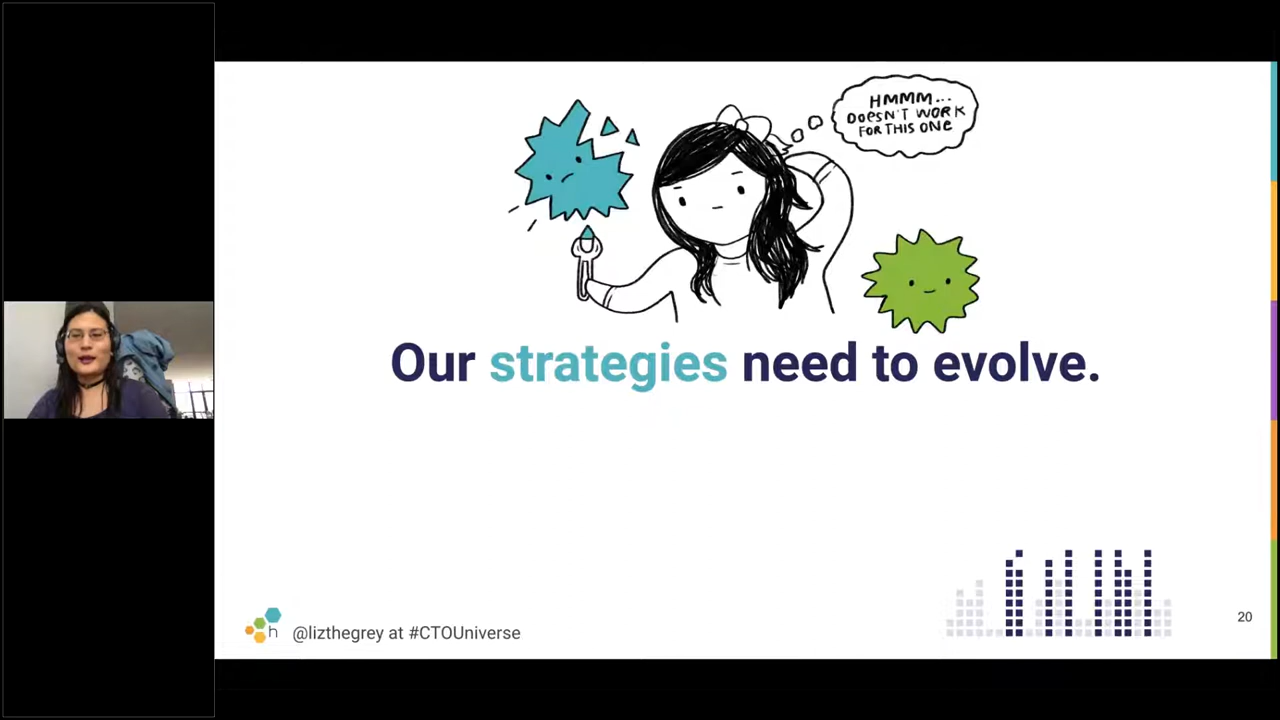 HMMM...
DOESN'T WORK
FOR THIS ONE
Our strategies need to evolve.
h
@lizthegrey at #CTOUniverse
20